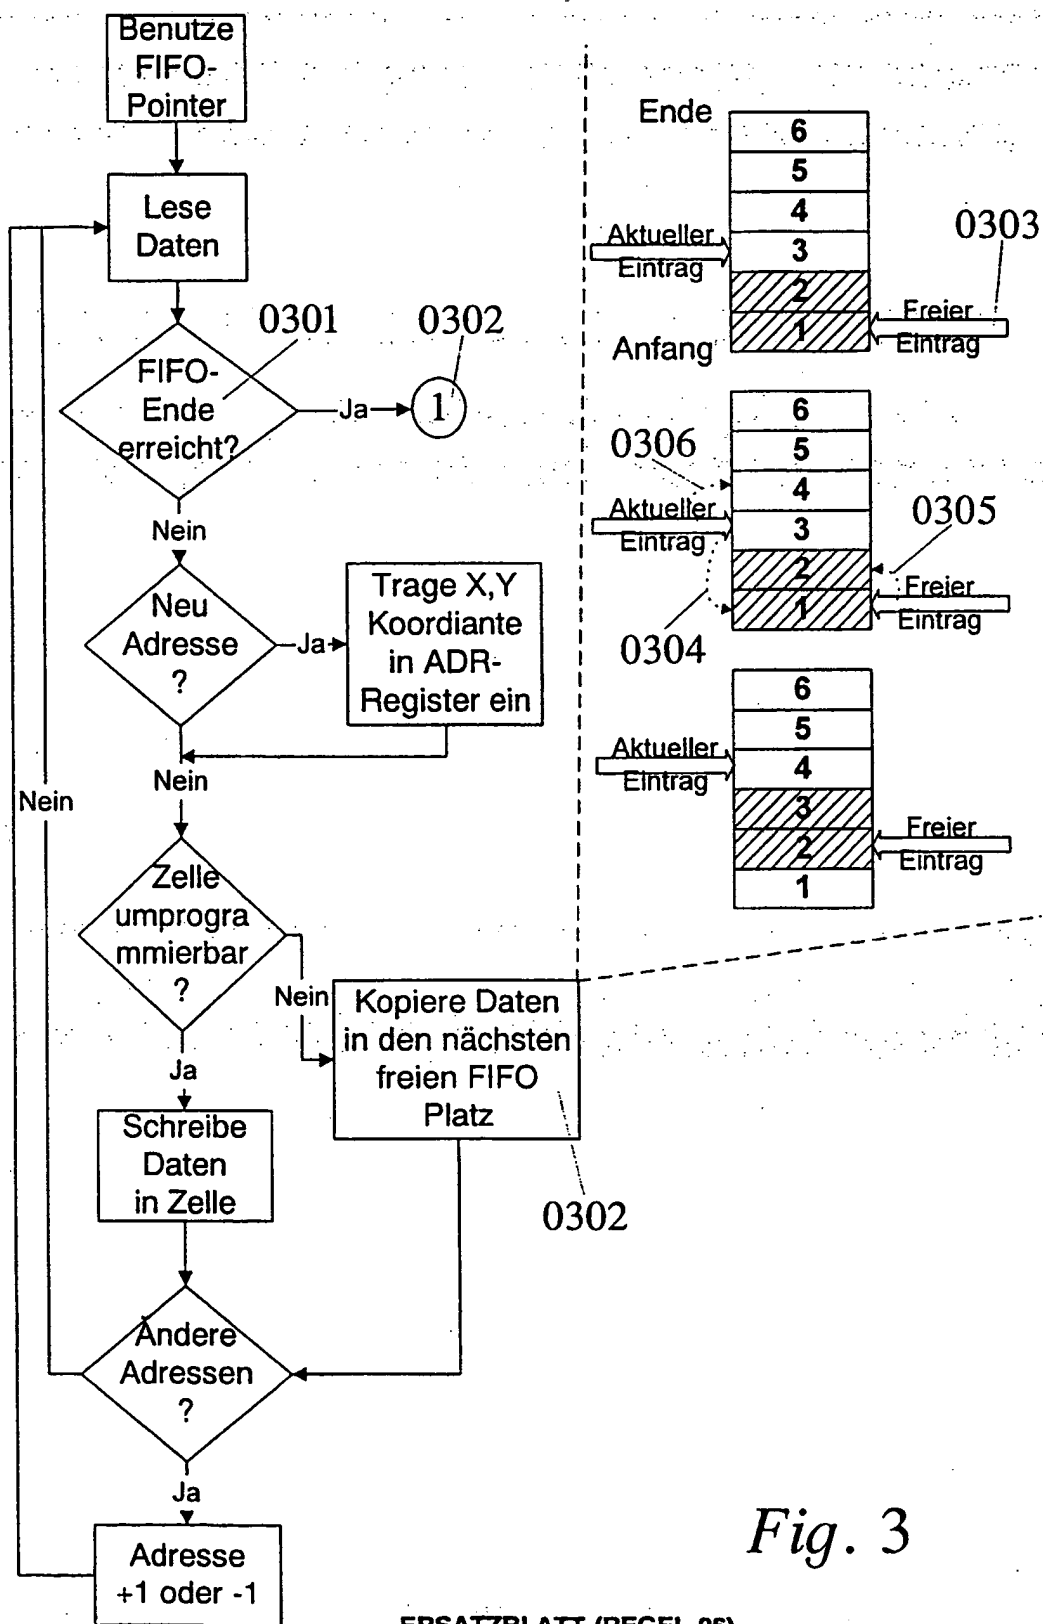 Benutze
FIFO-
Pointer
Lese
Daten
0301
0302
FIFO-
Ende
erreicht?
Ja
1
Nein
Neu
Adresse
?
Ja
Trage X,Y
Koordiante
in ADR-
Register ein
Nein
Nein
Zelle
umprogra
mmierbar
?
Nein
Kopiere Daten
in den nächsten
freien FIFO
Platz
0302
Ja
Schreibe
Daten
in Zelle
Ändere
Adressen
?
Ja
Adresse
+1 oder -1
Ende
6
5
4
3
2
1
Aktueller
Eintrag
0303
Freier
Eintrag
Anfang
6
5
4
3
2
1
0306
Aktueller
Eintrag
0305
Freier
Eintrag
0304
6
5
4
3
2
1
Aktueller
Eintrag
Freier
Eintrag
Fig. 3
ERSATZBLATT (REGEL 26)